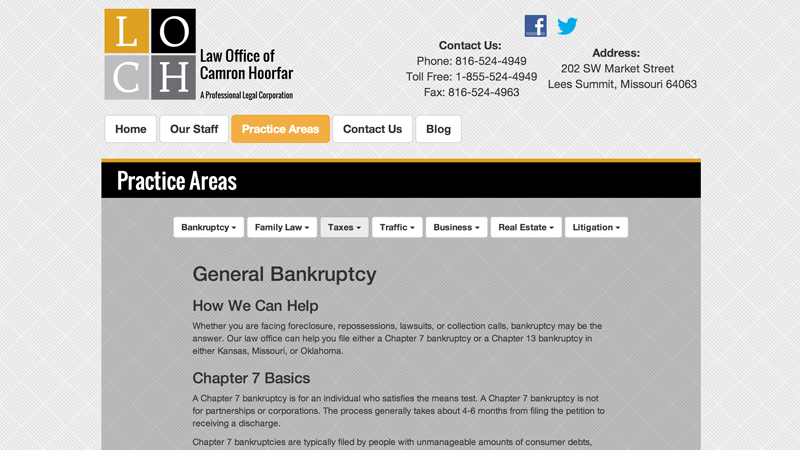 LO
CH
Law Office of
Camron Hoorfar
A Professional Legal Corporation
Contact Us:
Phone: 816-524-4949
Toll Free: 1-855-524-4949
Fax: 816-524-4963
Address:
202 SW Market Street
Lees Summit, Missouri 64063
Home Our Staff Practice Areas Contact Us Blog
Practice Areas
Bankruptcy Family Law Taxes Traffic Business Real Estate Litigation
General Bankruptcy
How We Can Help
Whether you are facing foreclosure, repossessions, lawsuits, or collection calls, bankruptcy may be the
answer. Our law office can help you file either a Chapter 7 bankruptcy or a Chapter 13 bankruptcy in
either Kansas, Missouri, or Oklahoma.
Chapter 7 Basics
A Chapter 7 bankruptcy is for an individual who satisfies the means test. A Chapter 7 bankruptcy is not
for partnerships or corporations. The process generally takes about 4-6 months from filing the petition to
receiving a discharge.
Chapter 7 bankruptcies are typically filed by people with unmanageable amounts of consumer debts,